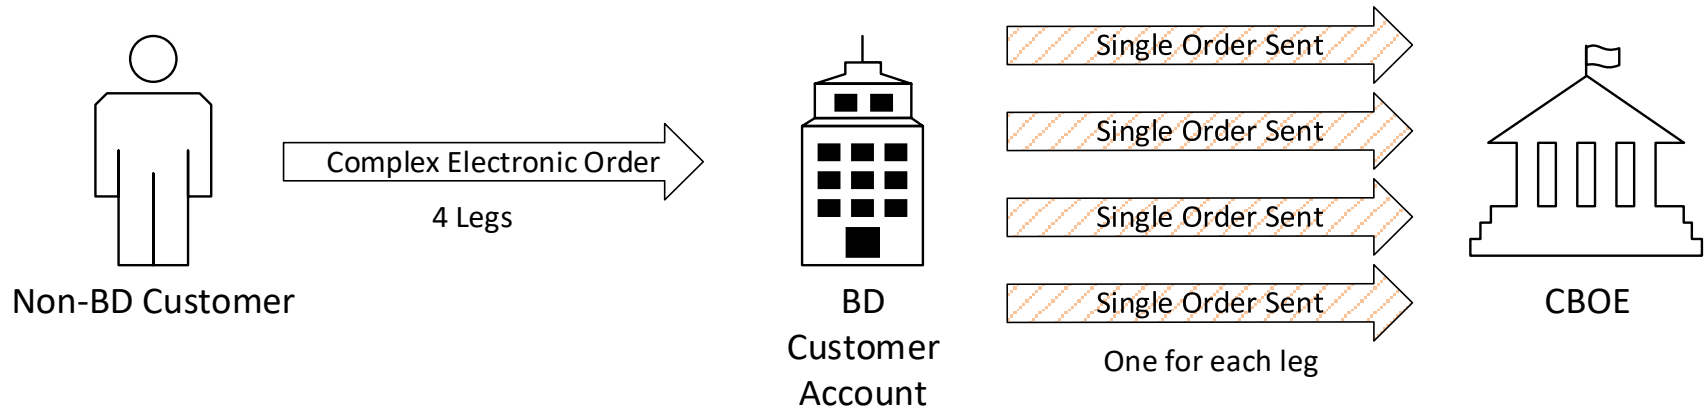 Complex Electronic Order
4 Legs
Single Order Sent
Single Order Sent
Single Order Sent
Single Order Sent
One for each leg
Non-BD Customer
BD
Customer
Account
CBOE